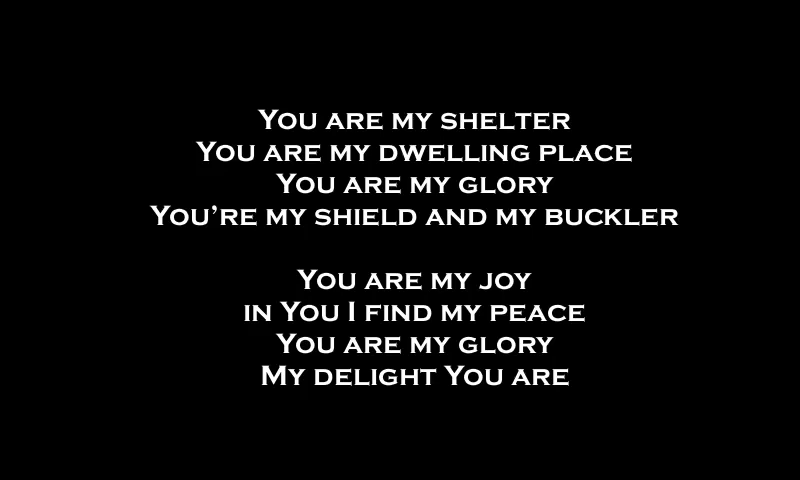 You are my shelter
You are my dwelling place
You are my glory
You’re my shield and my buckler
You are my joy
in You I find my peace
You are my glory
My delight You are